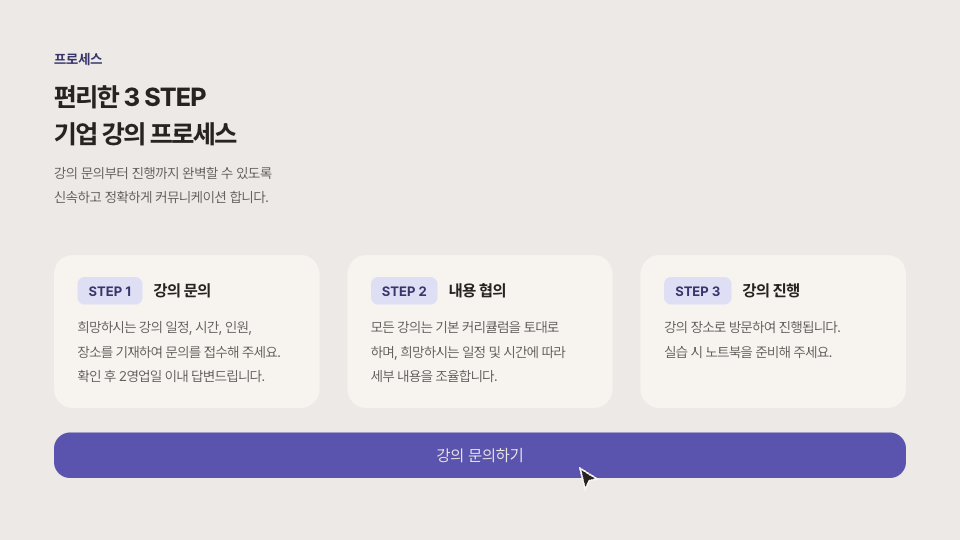 프로세스
편리한 3 STEP
기업 강의 프로세스
강의 문의부터 진행까지 완벽할 수 있도록
신속하고 정확하게 커뮤니케이션 합니다.
STEP 1 강의 문의
희망하시는 강의 일정, 시간, 인원,
장소를 기재하여 문의를 접수해 주세요.
확인 후 2영업일 이내 답변드립니다.
STEP 2 내용 협의
모든 강의는 기본 커리큘럼을 토대로
하며, 희망하시는 일정 및 시간에 따라
세부 내용을 조율합니다.
STEP 3 강의 진행
강의 장소로 방문하여 진행됩니다.
실습 시 노트북을 준비해 주세요.
강의 문의하기